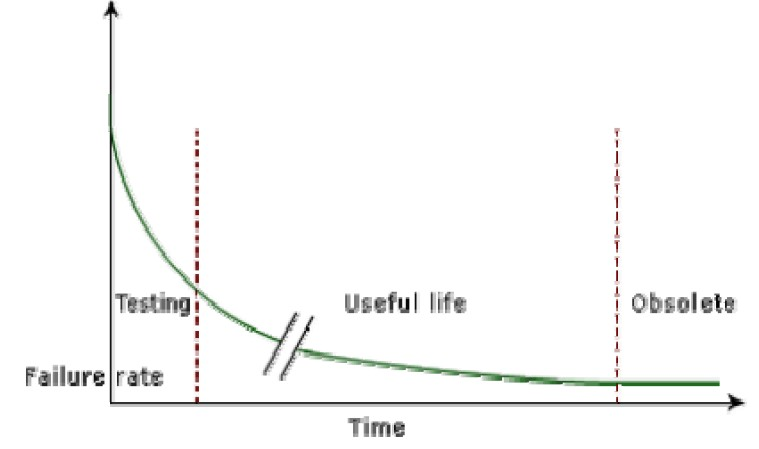 Testing
Useful life
Obsolete
Failure rate
Time